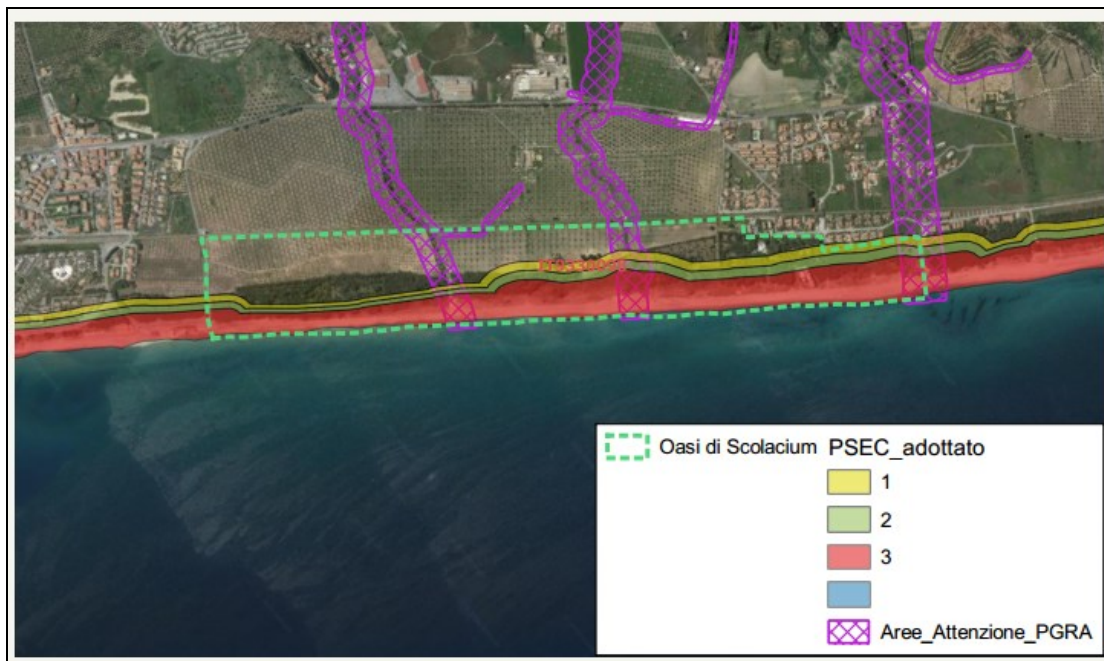 Oasi di Scolacium
PSEC_adottato
1
2
3
Aree_Attenzione_PGRA